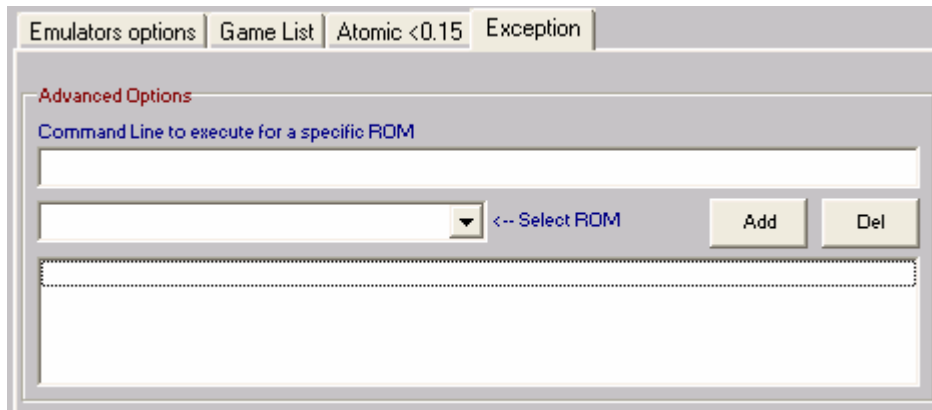 Emulators options Game List Atomic <0.15 Exception
Advanced Options
Command Line to execute for a specific ROM
<-- Select ROM Add Del